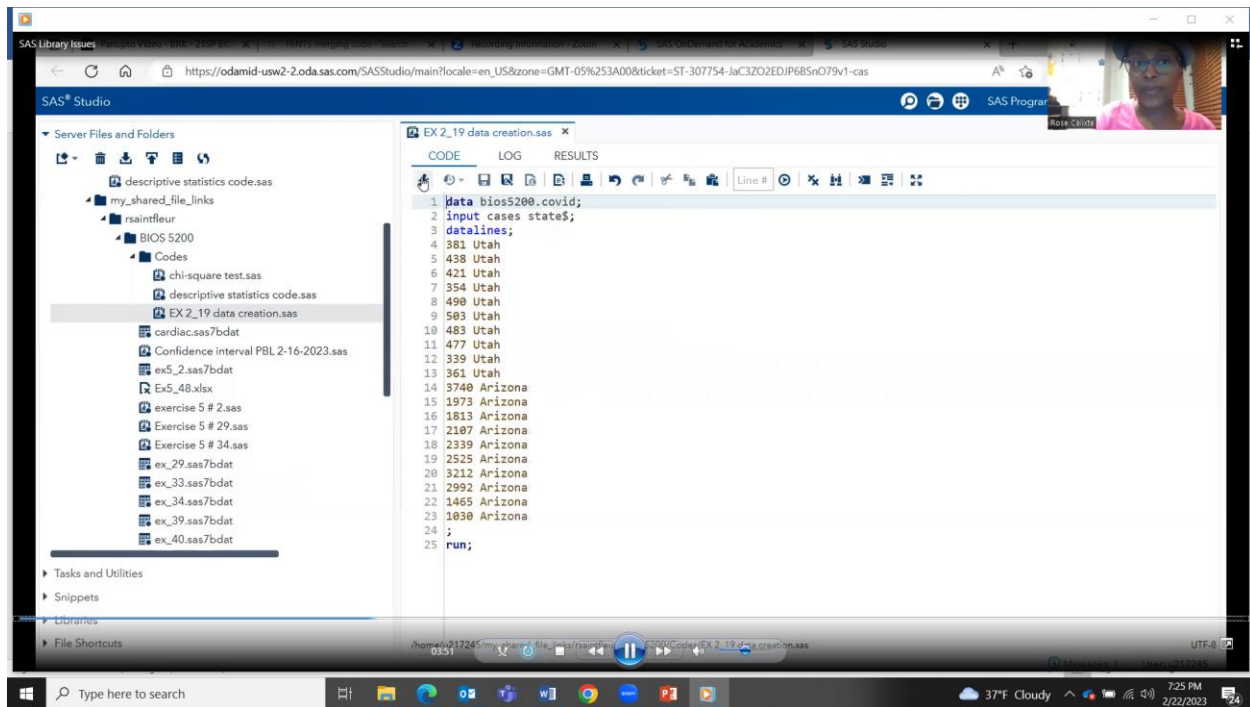 SAS Library Issues
https://odamid-usw2-2.oda.sas.com/SASStudio/main?locale=en_US&zone=GMT-05%253A00&ticket=ST-307754-JaC3ZO2EDJP6BSnO79v1-cas
SAS® Studio
SAS Program
Rose Calixte
Server Files and Folders
descriptive statistics code.sas
my_shared_file_links
rsaintfleur
BIOS 5200
Codes
chi-square test.sas
descriptive statistics code.sas
EX 2_19 data creation.sas
cardiac.sas7bdat
Confidence interval PBL 2-16-2023.sas
ex5_2.sas7bdat
Ex5_48.xlsx
exercise 5 # 2.sas
Exercise 5 # 29.sas
Exercise 5 # 34.sas
ex_29.sas7bdat
ex_33.sas7bdat
ex_34.sas7bdat
ex_39.sas7bdat
ex_40.sas7bdat
Tasks and Utilities
Snippets
Libraries
File Shortcuts
EX 2_19 data creation.sas
CODE LOG RESULTS
Line #
1 data bios5200.covid;
2 input cases state$;
3 datalines;
4 381 Utah
5 438 Utah
6 421 Utah
7 354 Utah
8 490 Utah
9 503 Utah
10 483 Utah
11 477 Utah
12 339 Utah
13 361 Utah
14 3740 Arizona
15 1973 Arizona
16 1813 Arizona
17 2107 Arizona
18 2339 Arizona
19 2525 Arizona
20 3212 Arizona
21 2992 Arizona
22 1465 Arizona
23 1030 Arizona
24 ;
25 run;
UTF-8
03:51
Type here to search
37°F Cloudy
7:25 PM
2/22/2023
24